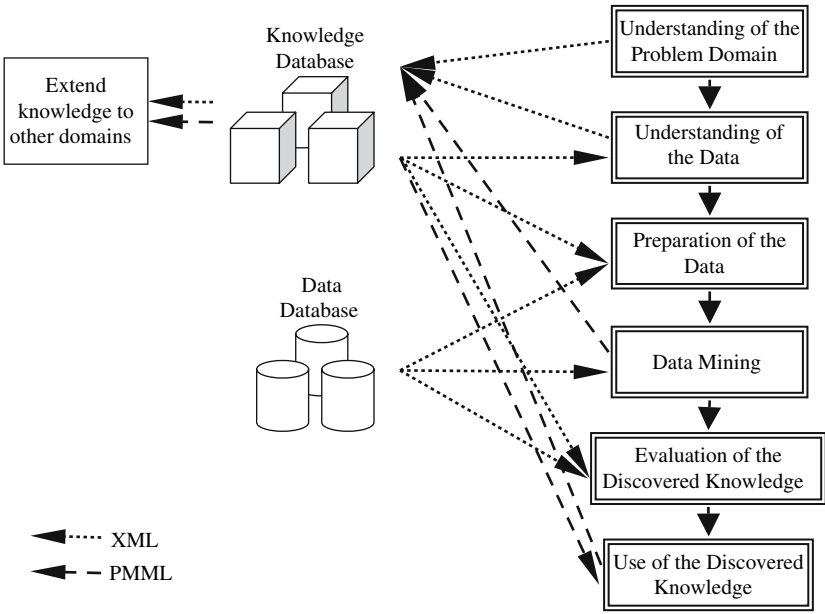 Knowledge
Database
Extend
knowledge to
other domains
Data
Database
XML
PMML
Understanding of the
Problem Domain
Understanding of
the Data
Preparation of the
Data
Data Mining
Evaluation of the
Discovered Knowledge
Use of the Discovered
Knowledge